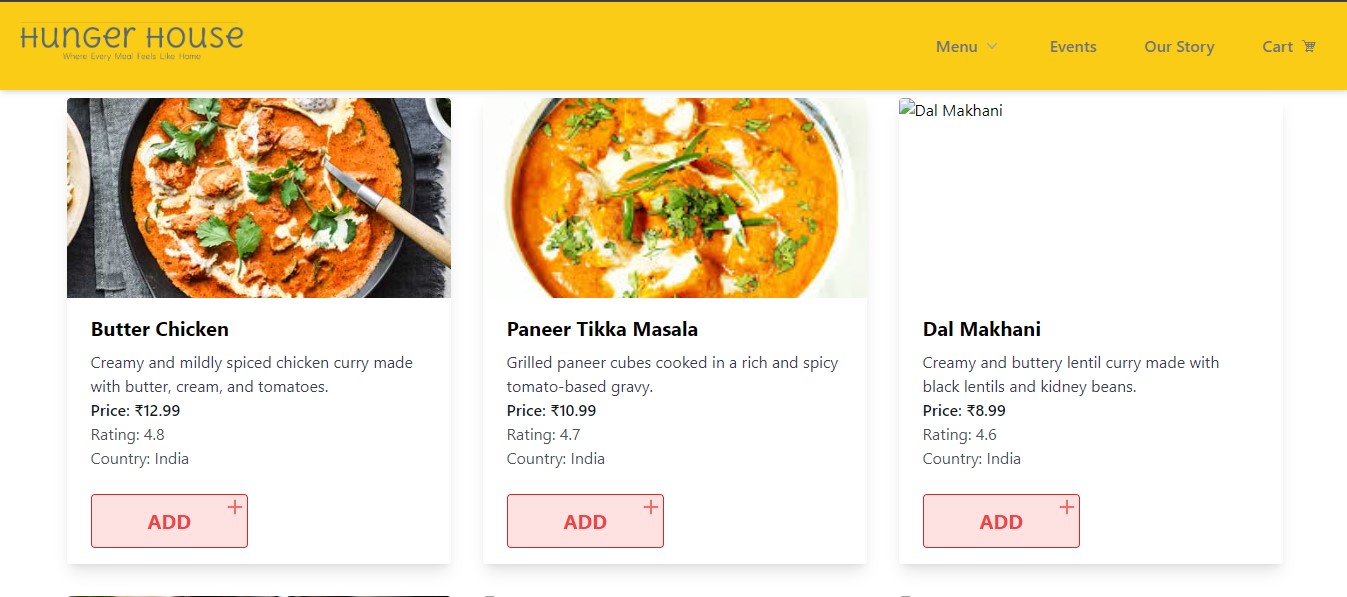 HUNGER HOUSE
Where Every Meal Feels Like Home
Menu
Events
Our Story
Cart
Dal Makhani
Butter Chicken
Creamy and mildly spiced chicken curry made
with butter, cream, and tomatoes.
Price: ₹12.99
Rating: 4.8
Country: India
ADD
Paneer Tikka Masala
Grilled paneer cubes cooked in a rich and spicy
tomato-based gravy.
Price: ₹10.99
Rating: 4.7
Country: India
ADD
Dal Makhani
Creamy and buttery lentil curry made with
black lentils and kidney beans.
Price: ₹8.99
Rating: 4.6
Country: India
ADD